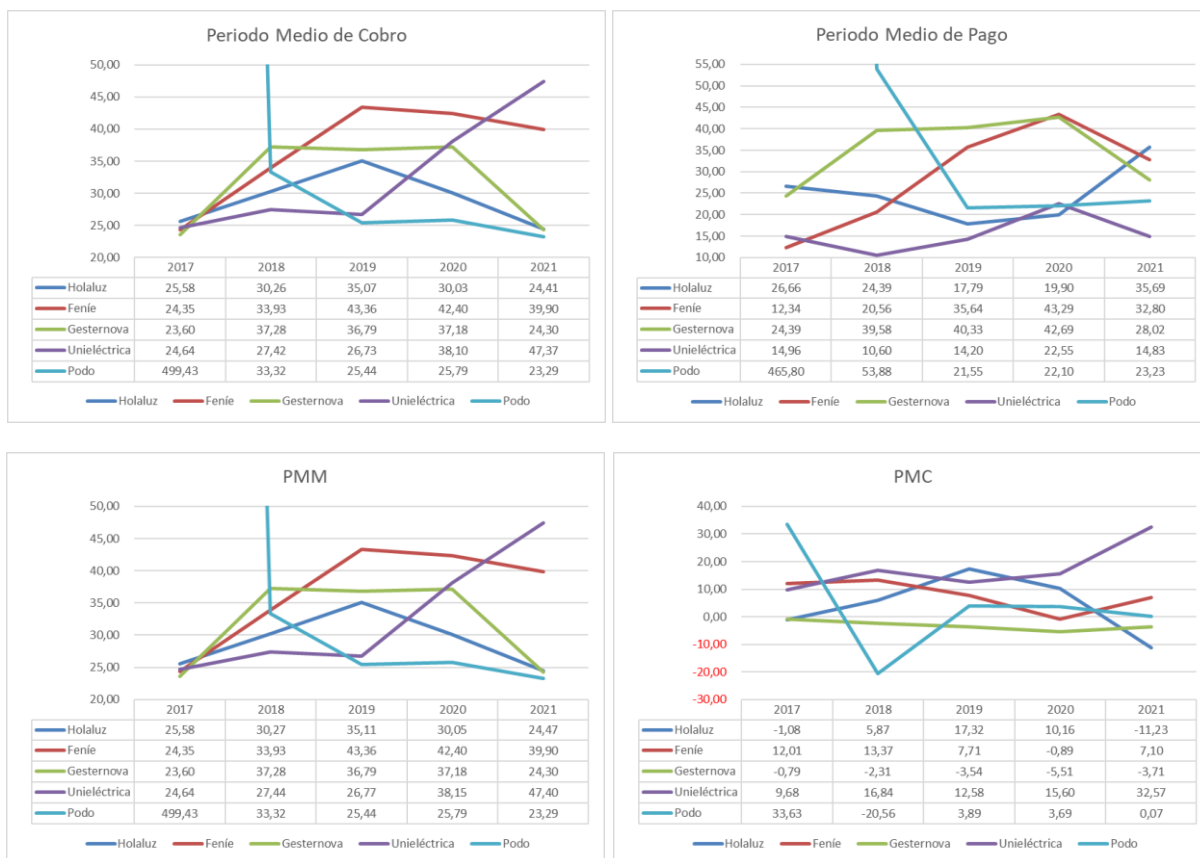 Periodo Medio de Cobro
50,00
45,00
40,00
35,00
30,00
25,00
20,00
2017 2018 2019 2020 2021
Holaluz 25,58 30,26 35,07 30,03 24,41
Feníe 24,35 33,93 43,36 42,40 39,90
Gesternova 23,60 37,28 36,79 37,18 24,30
Unieléctrica 24,64 27,42 26,73 38,10 47,37
Podo 499,43 33,32 25,44 25,79 23,29
Holaluz Feníe Gesternova Unieléctrica Podo
Periodo Medio de Pago
55,00
50,00
45,00
40,00
35,00
30,00
25,00
20,00
15,00
10,00
2017 2018 2019 2020 2021
Holaluz 26,66 24,39 17,79 19,90 35,69
Feníe 12,34 20,56 35,64 43,29 32,80
Gesternova 24,39 39,58 40,33 42,69 28,02
Unieléctrica 14,96 10,60 14,20 22,55 14,83
Podo 465,80 53,88 21,55 22,10 23,23
Holaluz Feníe Gesternova Unieléctrica Podo
PMM
50,00
45,00
40,00
35,00
30,00
25,00
20,00
2017 2018 2019 2020 2021
Holaluz 25,58 30,27 35,11 30,05 24,47
Feníe 24,35 33,93 43,36 42,40 39,90
Gesternova 23,60 37,28 36,79 37,18 24,30
Unieléctrica 24,64 27,44 26,77 38,15 47,40
Podo 499,43 33,32 25,44 25,79 23,29
Holaluz Feníe Gesternova Unieléctrica Podo
PMC
40,00
30,00
20,00
10,00
0,00
-10,00
-20,00
-30,00
2017 2018 2019 2020 2021
Holaluz -1,08 5,87 17,32 10,16 -11,23
Feníe 12,01 13,37 7,71 -0,89 7,10
Gesternova -0,79 -2,31 -3,54 -5,51 -3,71
Unieléctrica 9,68 16,84 12,58 15,60 32,57
Podo 33,63 -20,56 3,89 3,69 0,07
Holaluz Feníe Gesternova Unieléctrica Podo